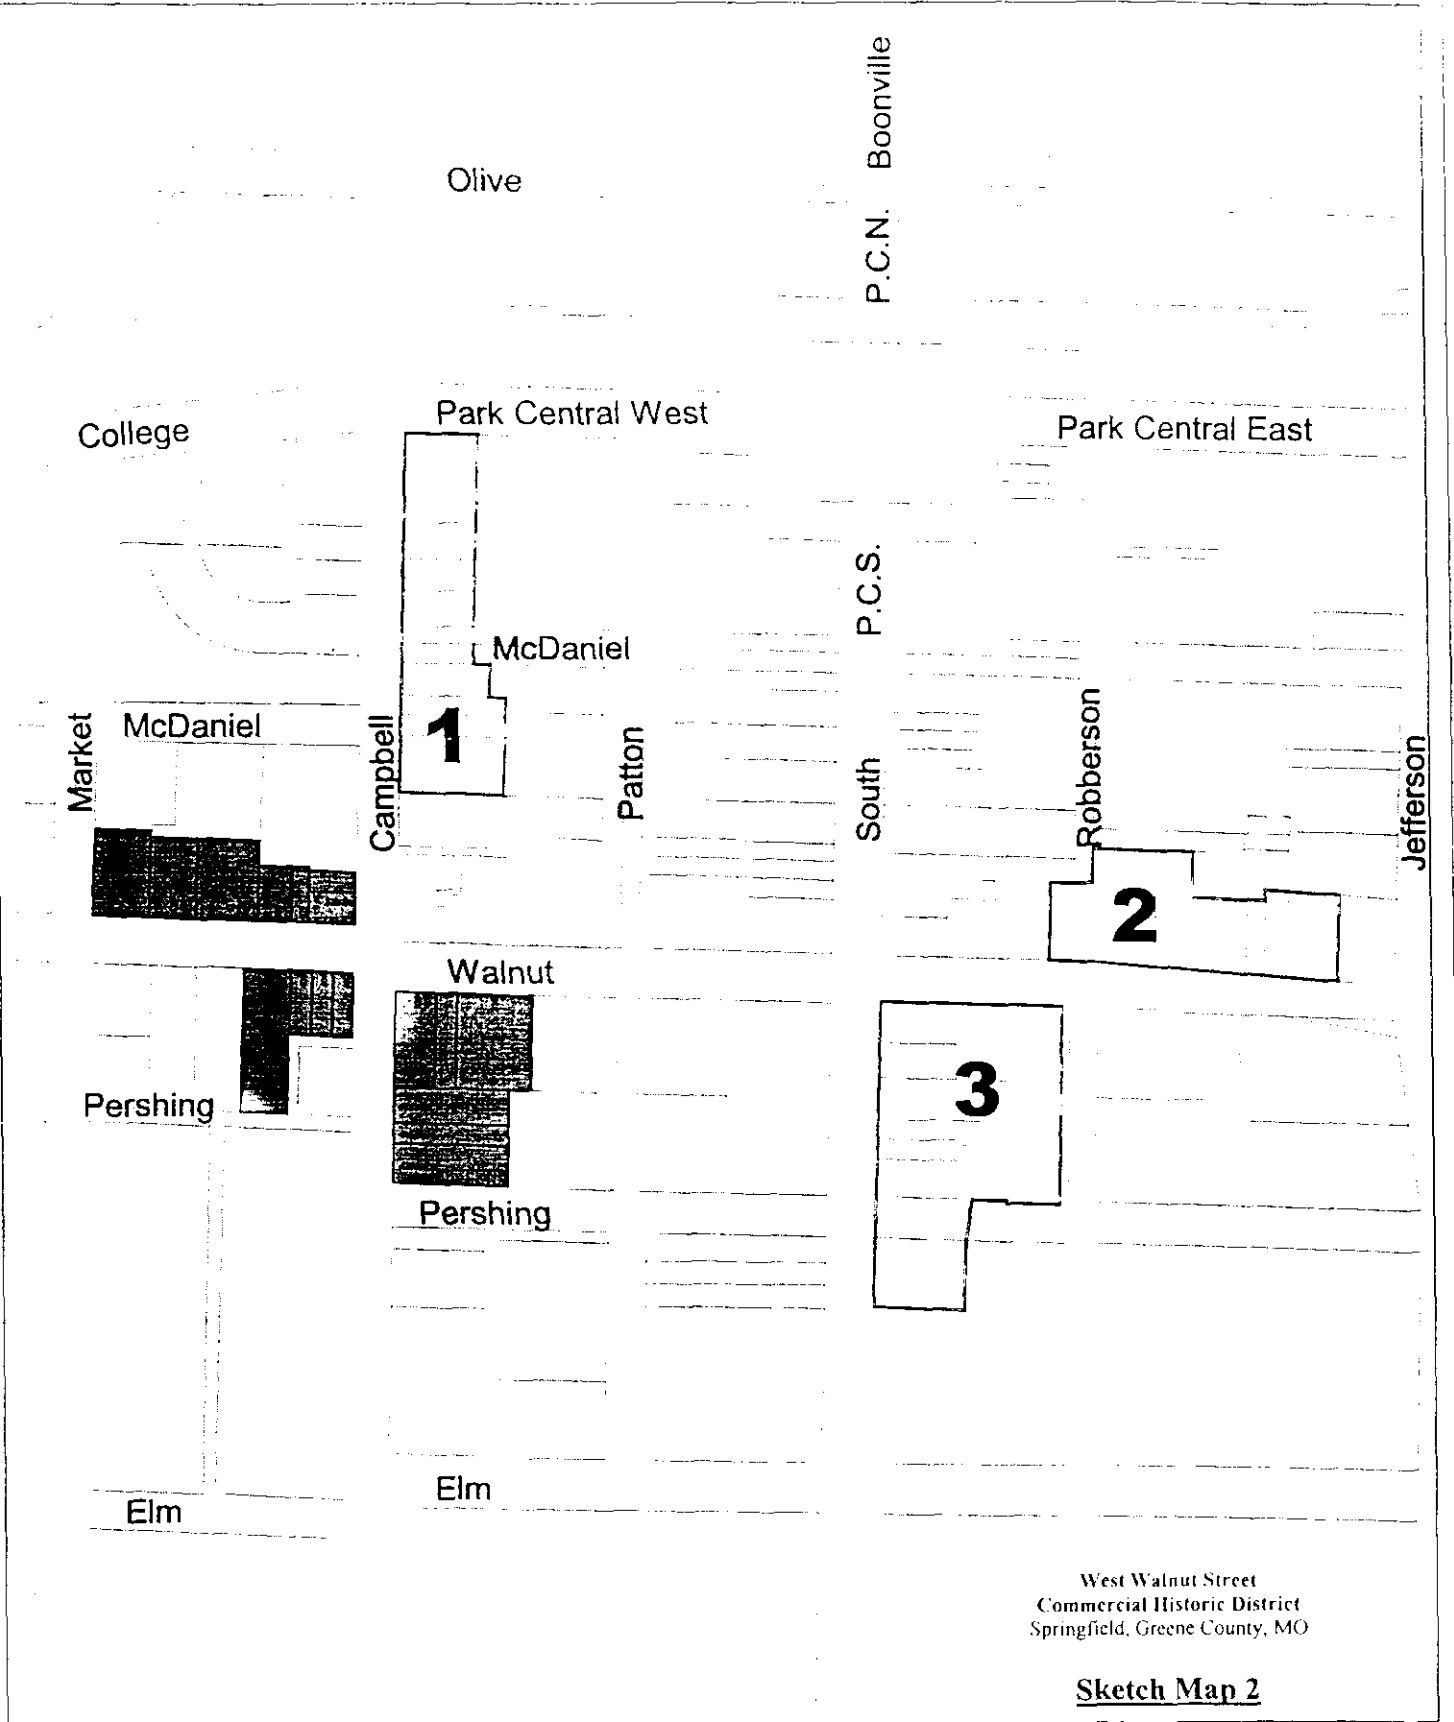 Boonville
Olive
P.C.N.
Park Central West
College
Park Central East
P.C.S.
McDaniel
McDaniel
Market
Campbell
1
Patton
South
Robberson
Jefferson
2
Walnut
3
Pershing
Pershing
Elm
Elm
West Walnut Street
Commercial Historic District
Springfield, Greene County, MO
Sketch Map 2